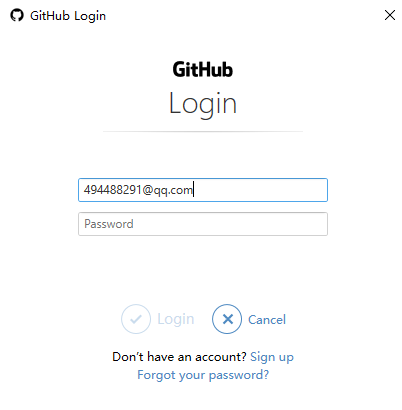 GitHub Login
GitHub
Login
494488291@qq.com
Password
Login Cancel
Don't have an account? Sign up
Forgot your password?